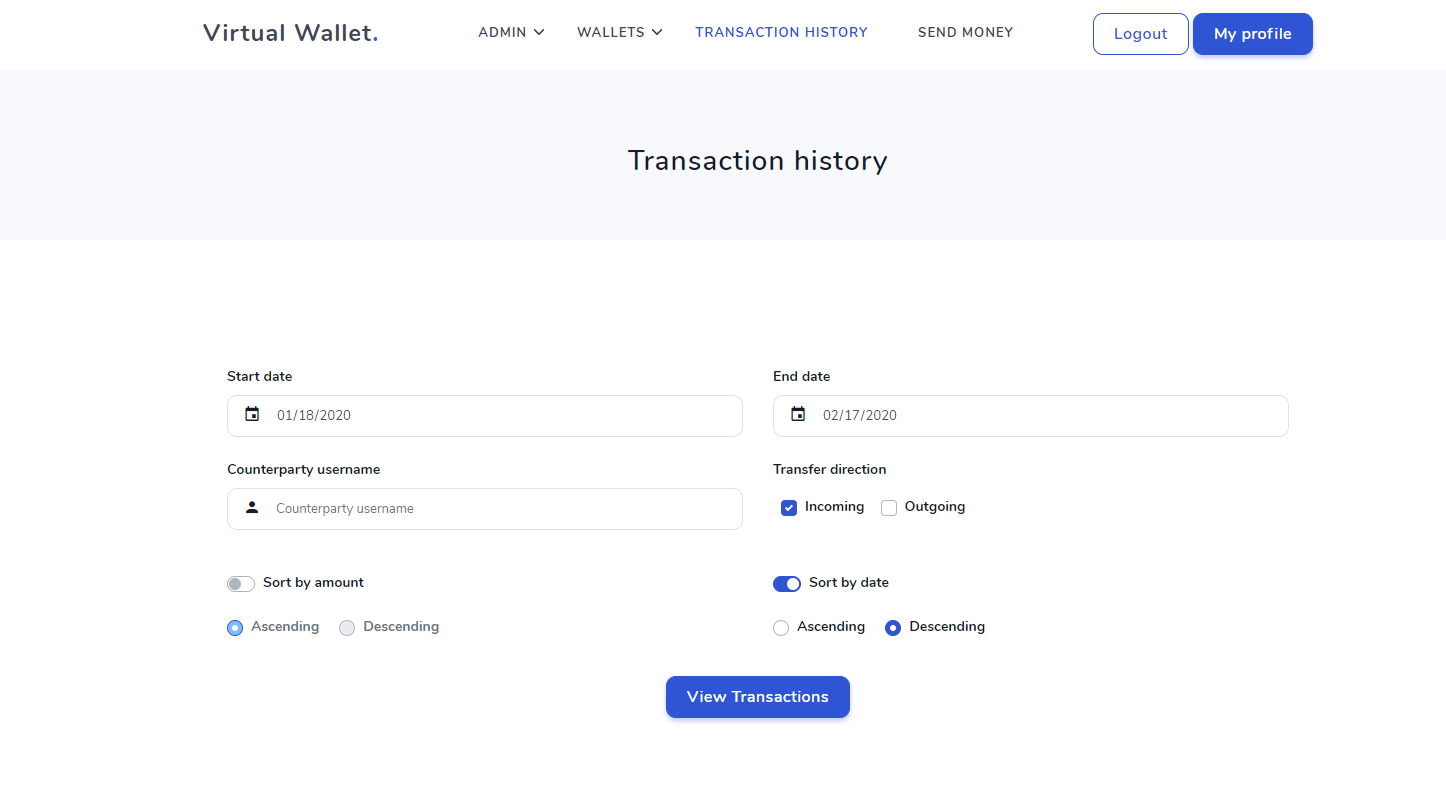 Virtual Wallet.
ADMIN
WALLETS
TRANSACTION HISTORY
SEND MONEY
Logout
My profile
Transaction history
Start date
01/18/2020
End date
02/17/2020
Counterparty username
Counterparty username
Transfer direction
Incoming
Outgoing
Sort by amount
Ascending
Descending
Sort by date
Ascending
Descending
View Transactions